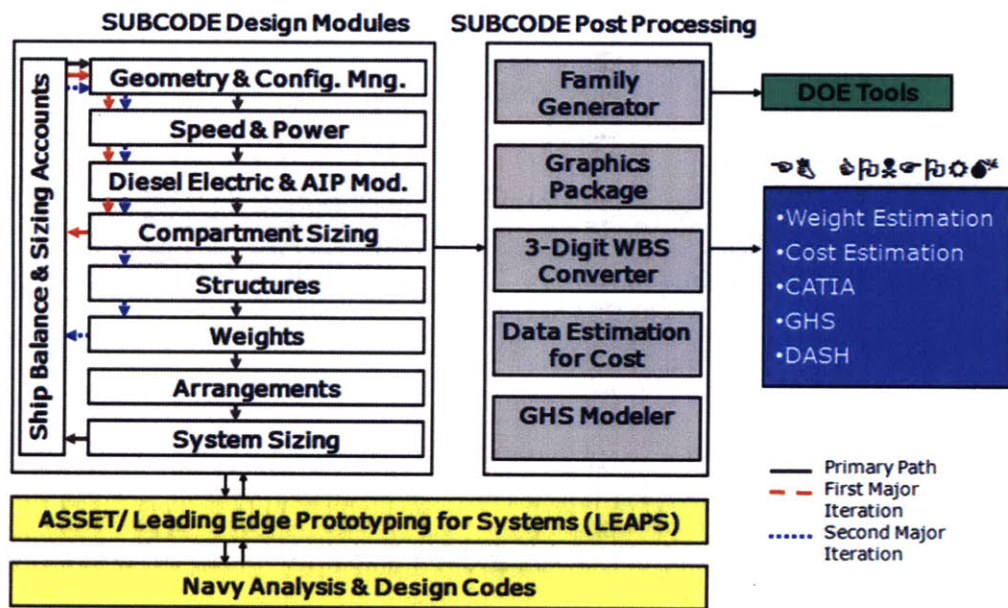 SUBCODE Design Modules
SUBCODE Post Processing
Ship Balance & Sizing Accounts
Geometry & Config. Mng.
Speed & Power
Diesel Electric & AIP Mod.
Compartment Sizing
Structures
Weights
Arrangements
System Sizing
Family
Generator
Graphics
Package
3-Digit WBS
Converter
Data Estimation
for Cost
GHS Modeler
DOE Tools
•Weight Estimation
•Cost Estimation
•CATIA
•GHS
•DASH
Primary Path
First Major
Iteration
Second Major
Iteration
ASSET/ Leading Edge Prototyping for Systems (LEAPS)
Navy Analysis & Design Codes